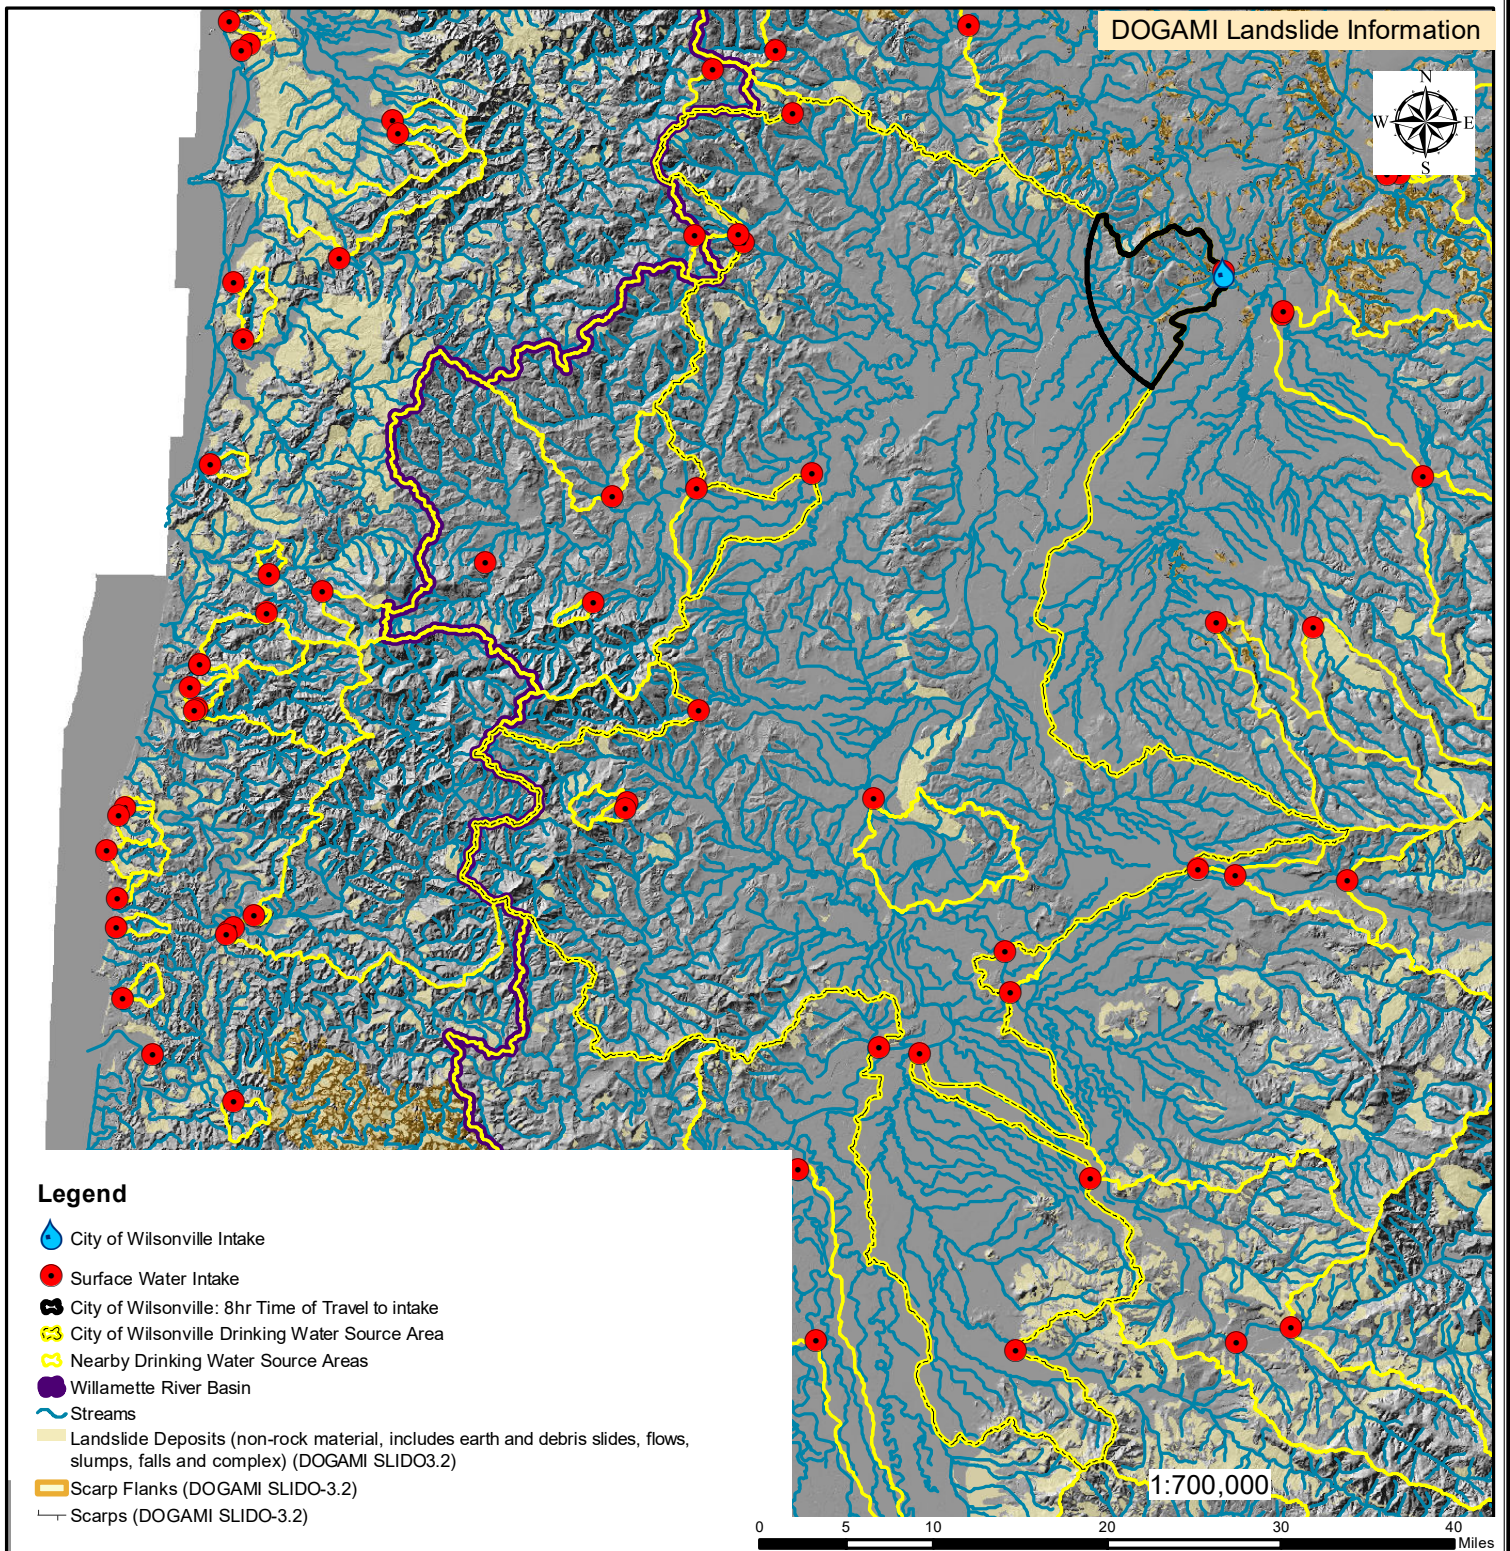 DOGAMI Landslide Information
N
W E
S
Legend
City of Wilsonville Intake
Surface Water Intake
City of Wilsonville: 8hr Time of Travel to intake
City of Wilsonville Drinking Water Source Area
Nearby Drinking Water Source Areas
Willamette River Basin
Streams
Landslide Deposits (non-rock material, includes earth and debris slides, flows,
slumps, falls and complex) (DOGAMI SLIDO3.2)
Scarp Flanks (DOGAMI SLIDO-3.2)
Scarps (DOGAMI SLIDO-3.2)
1:700,000
0 5 10 20 30 40
Miles